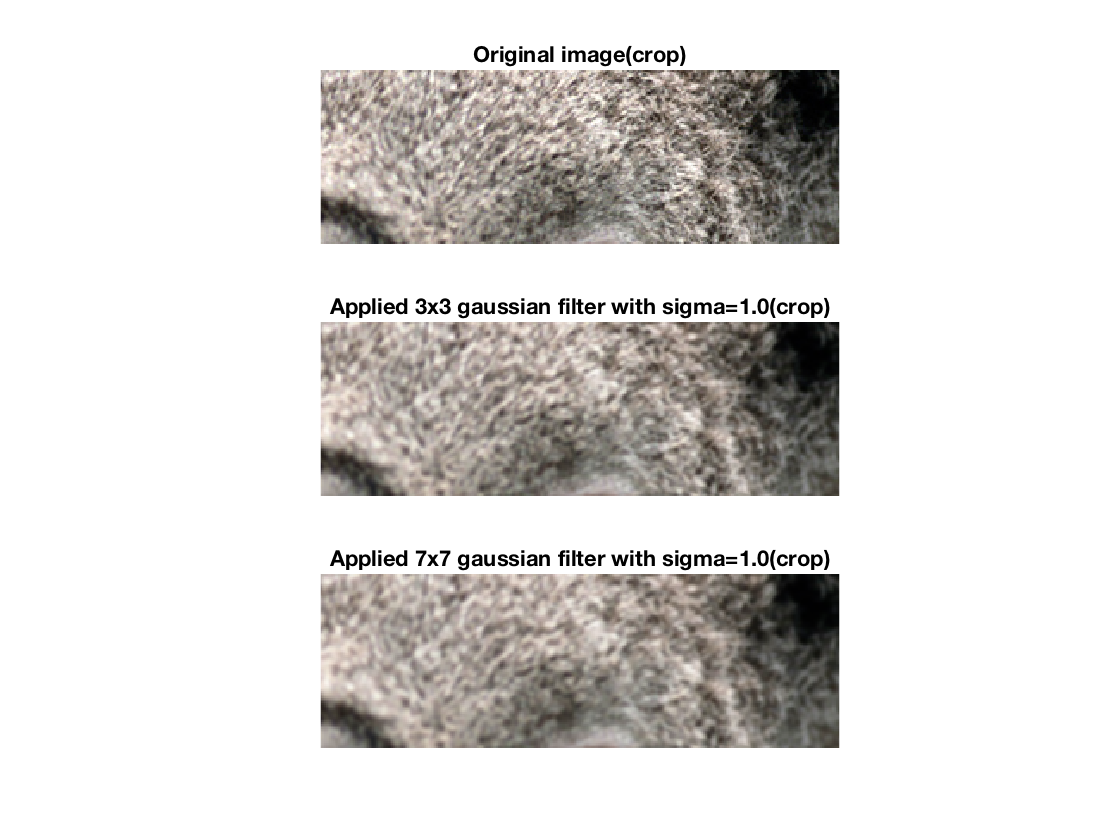 Original image(crop)
Applied 3x3 gaussian filter with sigma=1.0(crop)
Applied 7x7 gaussian filter with sigma=1.0(crop)